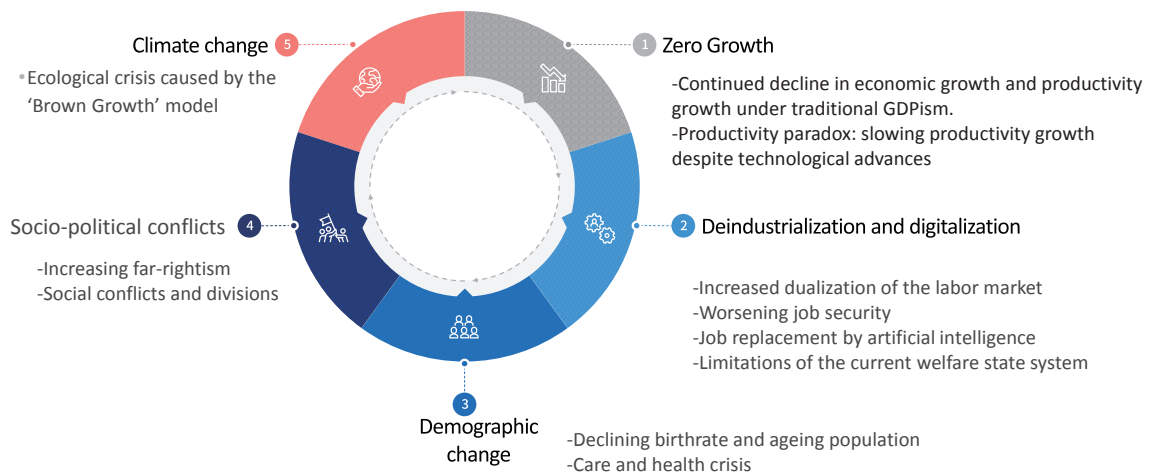 1 Zero Growth
-Continued decline in economic growth and productivity
growth under traditional GDPism.
-Productivity paradox: slowing productivity growth
despite technological advances
2 Deindustrialization and digitalization
-Increased dualization of the labor market
-Worsening job security
-Job replacement by artificial intelligence
-Limitations of the current welfare state system
3
Demographic
change
-Declining birthrate and ageing population
-Care and health crisis
Socio-political conflicts 4
-Increasing far-rightism
-Social conflicts and divisions
Climate change 5
•Ecological crisis caused by the
‘Brown Growth’ model